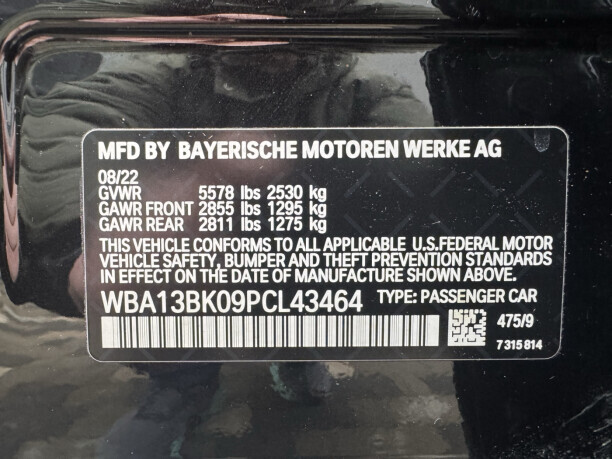 MFD BY BAYERISCHE MOTOREN WERKE AG
08/22
GVWR 5578 lbs 2530 kg
GAWR FRONT 2855 lbs 1295 kg
GAWR REAR 2811 lbs 1275 kg
THIS VEHICLE CONFORMS TO ALL APPLICABLE U.S.FEDERAL MOTOR
VEHICLE SAFETY, BUMPER AND THEFT PREVENTION STANDARDS
IN EFFECT ON THE DATE OF MANUFACTURE SHOWN ABOVE.
WBA13BK09PCL43464 TYPE: PASSENGER CAR
475/9
7 315 814